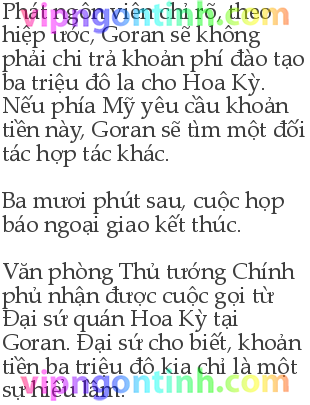 Phát ngôn viên chỉ rõ, theo
hiệp ước, Goran sẽ không
phải chi trả khoản phí đào tạo
ba triệu đô la cho Hoa Kỳ.
Nếu phía Mỹ yêu cầu khoản
tiền này, Goran sẽ tìm một đối
tác hợp tác khác.
Ba mươi phút sau, cuộc họp
báo ngoại giao kết thúc.
Văn phòng Thủ tướng Chính
phủ nhận được cuộc gọi từ
Đại sứ quán Hoa Kỳ tại
Goran. Đại sứ cho biết, khoản
tiền ba triệu đô kia chỉ là một
sự hiểu lầm.
vipngontinh.com
vipngontinh.com